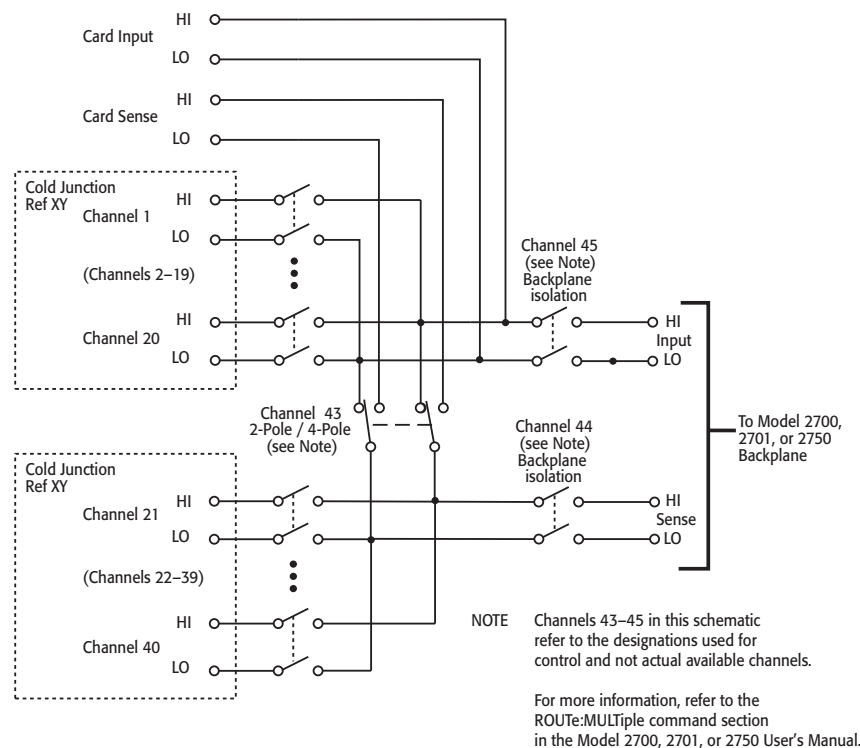 Card Input
HI
LO
Card Sense
HI
LO
Cold Junction
Ref XY
Channel 1
HI
LO
(Channels 2–19)
Channel 20
HI
LO
Channel 45
(see Note)
Backplane
isolation
HI
Input
LO
Channel 43
2-Pole / 4-Pole
(see Note)
Channel 44
(see Note)
Backplane
isolation
To Model 2700,
2701, or 2750
Backplane
Cold Junction
Ref XY
Channel 21
HI
LO
HI
Sense
LO
(Channels 22–39)
Channel 40
HI
LO
NOTE Channels 43–45 in this schematic
refer to the designations used for
control and not actual available channels.
For more information, refer to the
ROUTe:MULTiple command section
in the Model 2700, 2701, or 2750 User's Manual.